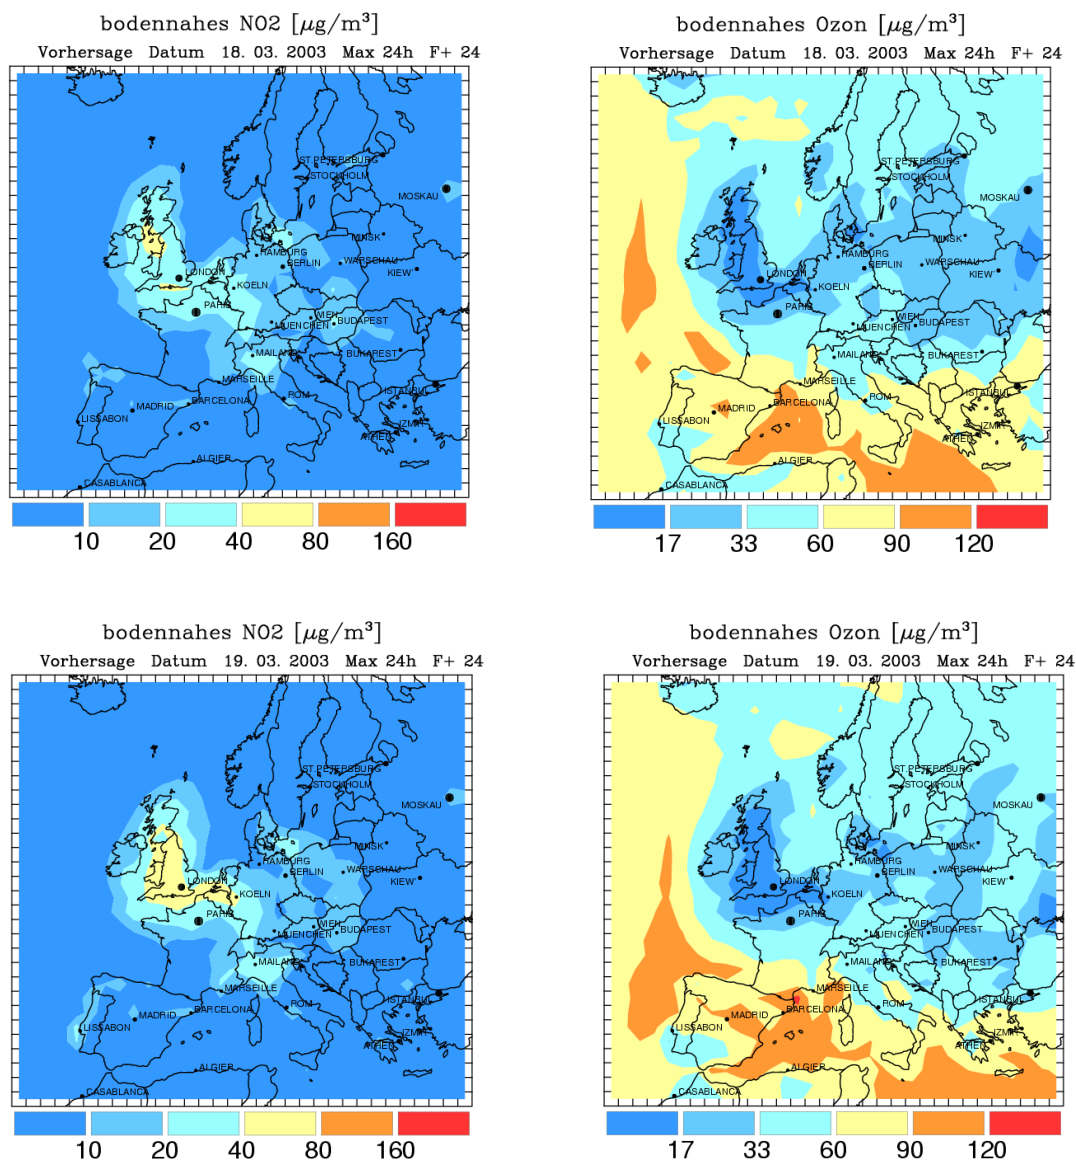 bodennahes NO2 [µg/m³]
Vorhersage Datum 18. 03. 2003 Max 24h F+ 24
ST.PETERSBURG
STOCKHOLM
MOSKAU
MINSK
HAMBURG
WARSCHAU
BERLIN
KIEW
LONDON
KOELN
PARIS
WIEN
MUENCHEN
BUDAPEST
MAILAND
BUKAREST
MARSEILLE
ISTANBUL
ROM
BARCELONA
MADRID
LISSABON
IZMIR
ATHEN
ALGIER
CASABLANCA
10 20 40 80 160
bodennahes Ozon [µg/m³]
Vorhersage Datum 18. 03. 2003 Max 24h F+ 24
ST.PETERSBURG
STOCKHOLM
MOSKAU
MINSK
HAMBURG
BERLIN
WARSCHAU
KIEW
LONDON
KOELN
PARIS
WIEN
MUENCHEN
BUDAPEST
MAILAND
BUKAREST
MARSEILLE
ISTANBUL
ROM
BARCELONA
MADRID
LISSABON
IZMIR
ATHEN
ALGIER
CASABLANCA
17 33 60 90 120
bodennahes NO2 [µg/m³]
Vorhersage Datum 19. 03. 2003 Max 24h F+ 24
ST.PETERSBURG
STOCKHOLM
MOSKAU
MINSK
HAMBURG
WARSCHAU
BERLIN
KIEW
LONDON
KOELN
PARIS
WIEN
MUENCHEN
BUDAPEST
MAILAND
BUKAREST
MARSEILLE
ISTANBUL
ROM
BARCELONA
MADRID
LISSABON
IZMIR
ATHEN
ALGIER
CASABLANCA
10 20 40 80 160
bodennahes Ozon [µg/m³]
Vorhersage Datum 19. 03. 2003 Max 24h F+ 24
ST.PETERSBURG
STOCKHOLM
MOSKAU
MINSK
HAMBURG
BERLIN
WARSCHAU
KIEW
LONDON
KOELN
PARIS
WIEN
MUENCHEN
BUDAPEST
MAILAND
BUKAREST
MARSEILLE
ISTANBUL
ROM
BARCELONA
MADRID
LISSABON
IZMIR
ATHEN
ALGIER
CASABLANCA
17 33 60 90 120